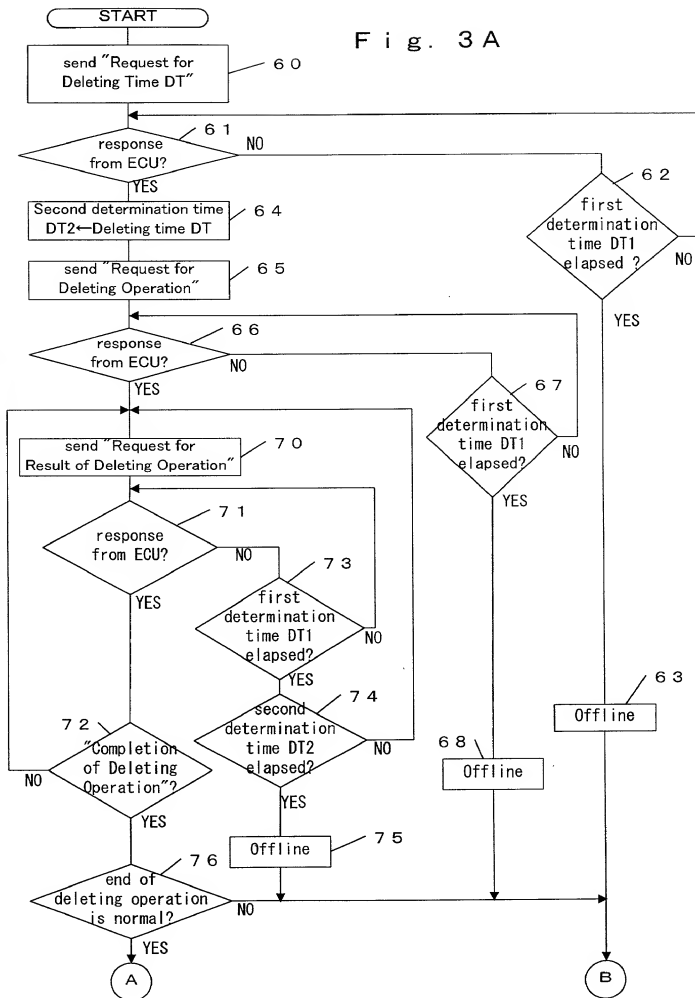 START
Fig. 3A
send "Request for
Deleting Time DT"
60
response
from ECU?
61
NO
YES
first
determination
time DT1
elapsed ?
62
NO
YES
Second determination time
DT2←Deleting time DT
64
send "Request for
Deleting Operation"
65
response
from ECU?
66
NO
YES
first
determination
time DT1
elapsed?
67
NO
YES
send "Request for
Result of Deleting Operation"
70
response
from ECU?
71
NO
YES
first
determination
time DT1
elapsed?
73
NO
YES
second
determination
time DT2
elapsed?
74
NO
YES
Offline
63
Offline
68
"Completion
of Deleting
Operation"?
72
NO
YES
Offline
75
end of
deleting operation
is normal?
76
NO
YES
A
B